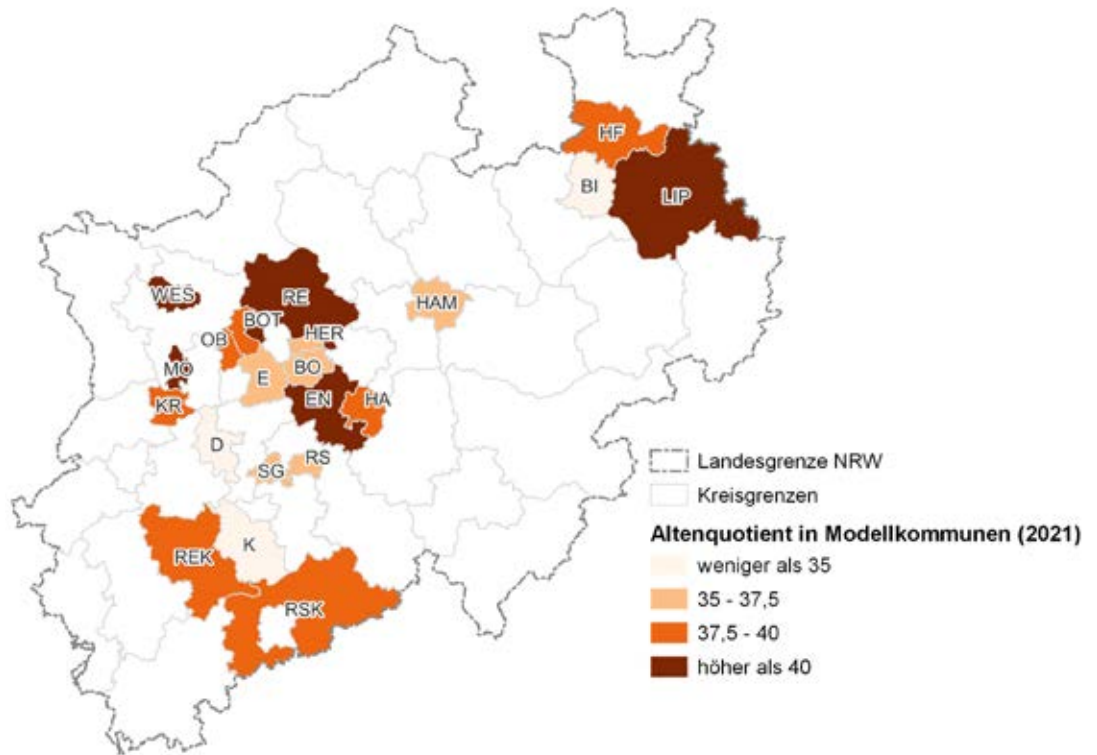 HF
BI
LIP
WES
RE
HAM
BOT
OB
HER
MO
E
BO
KR
EN
HA
D
SG
RS
K
REK
RSK
Landesgrenze NRW
Kreisgrenzen
Altenquotient in Modellkommunen (2021)
weniger als 35
35 - 37,5
37,5 - 40
höher als 40